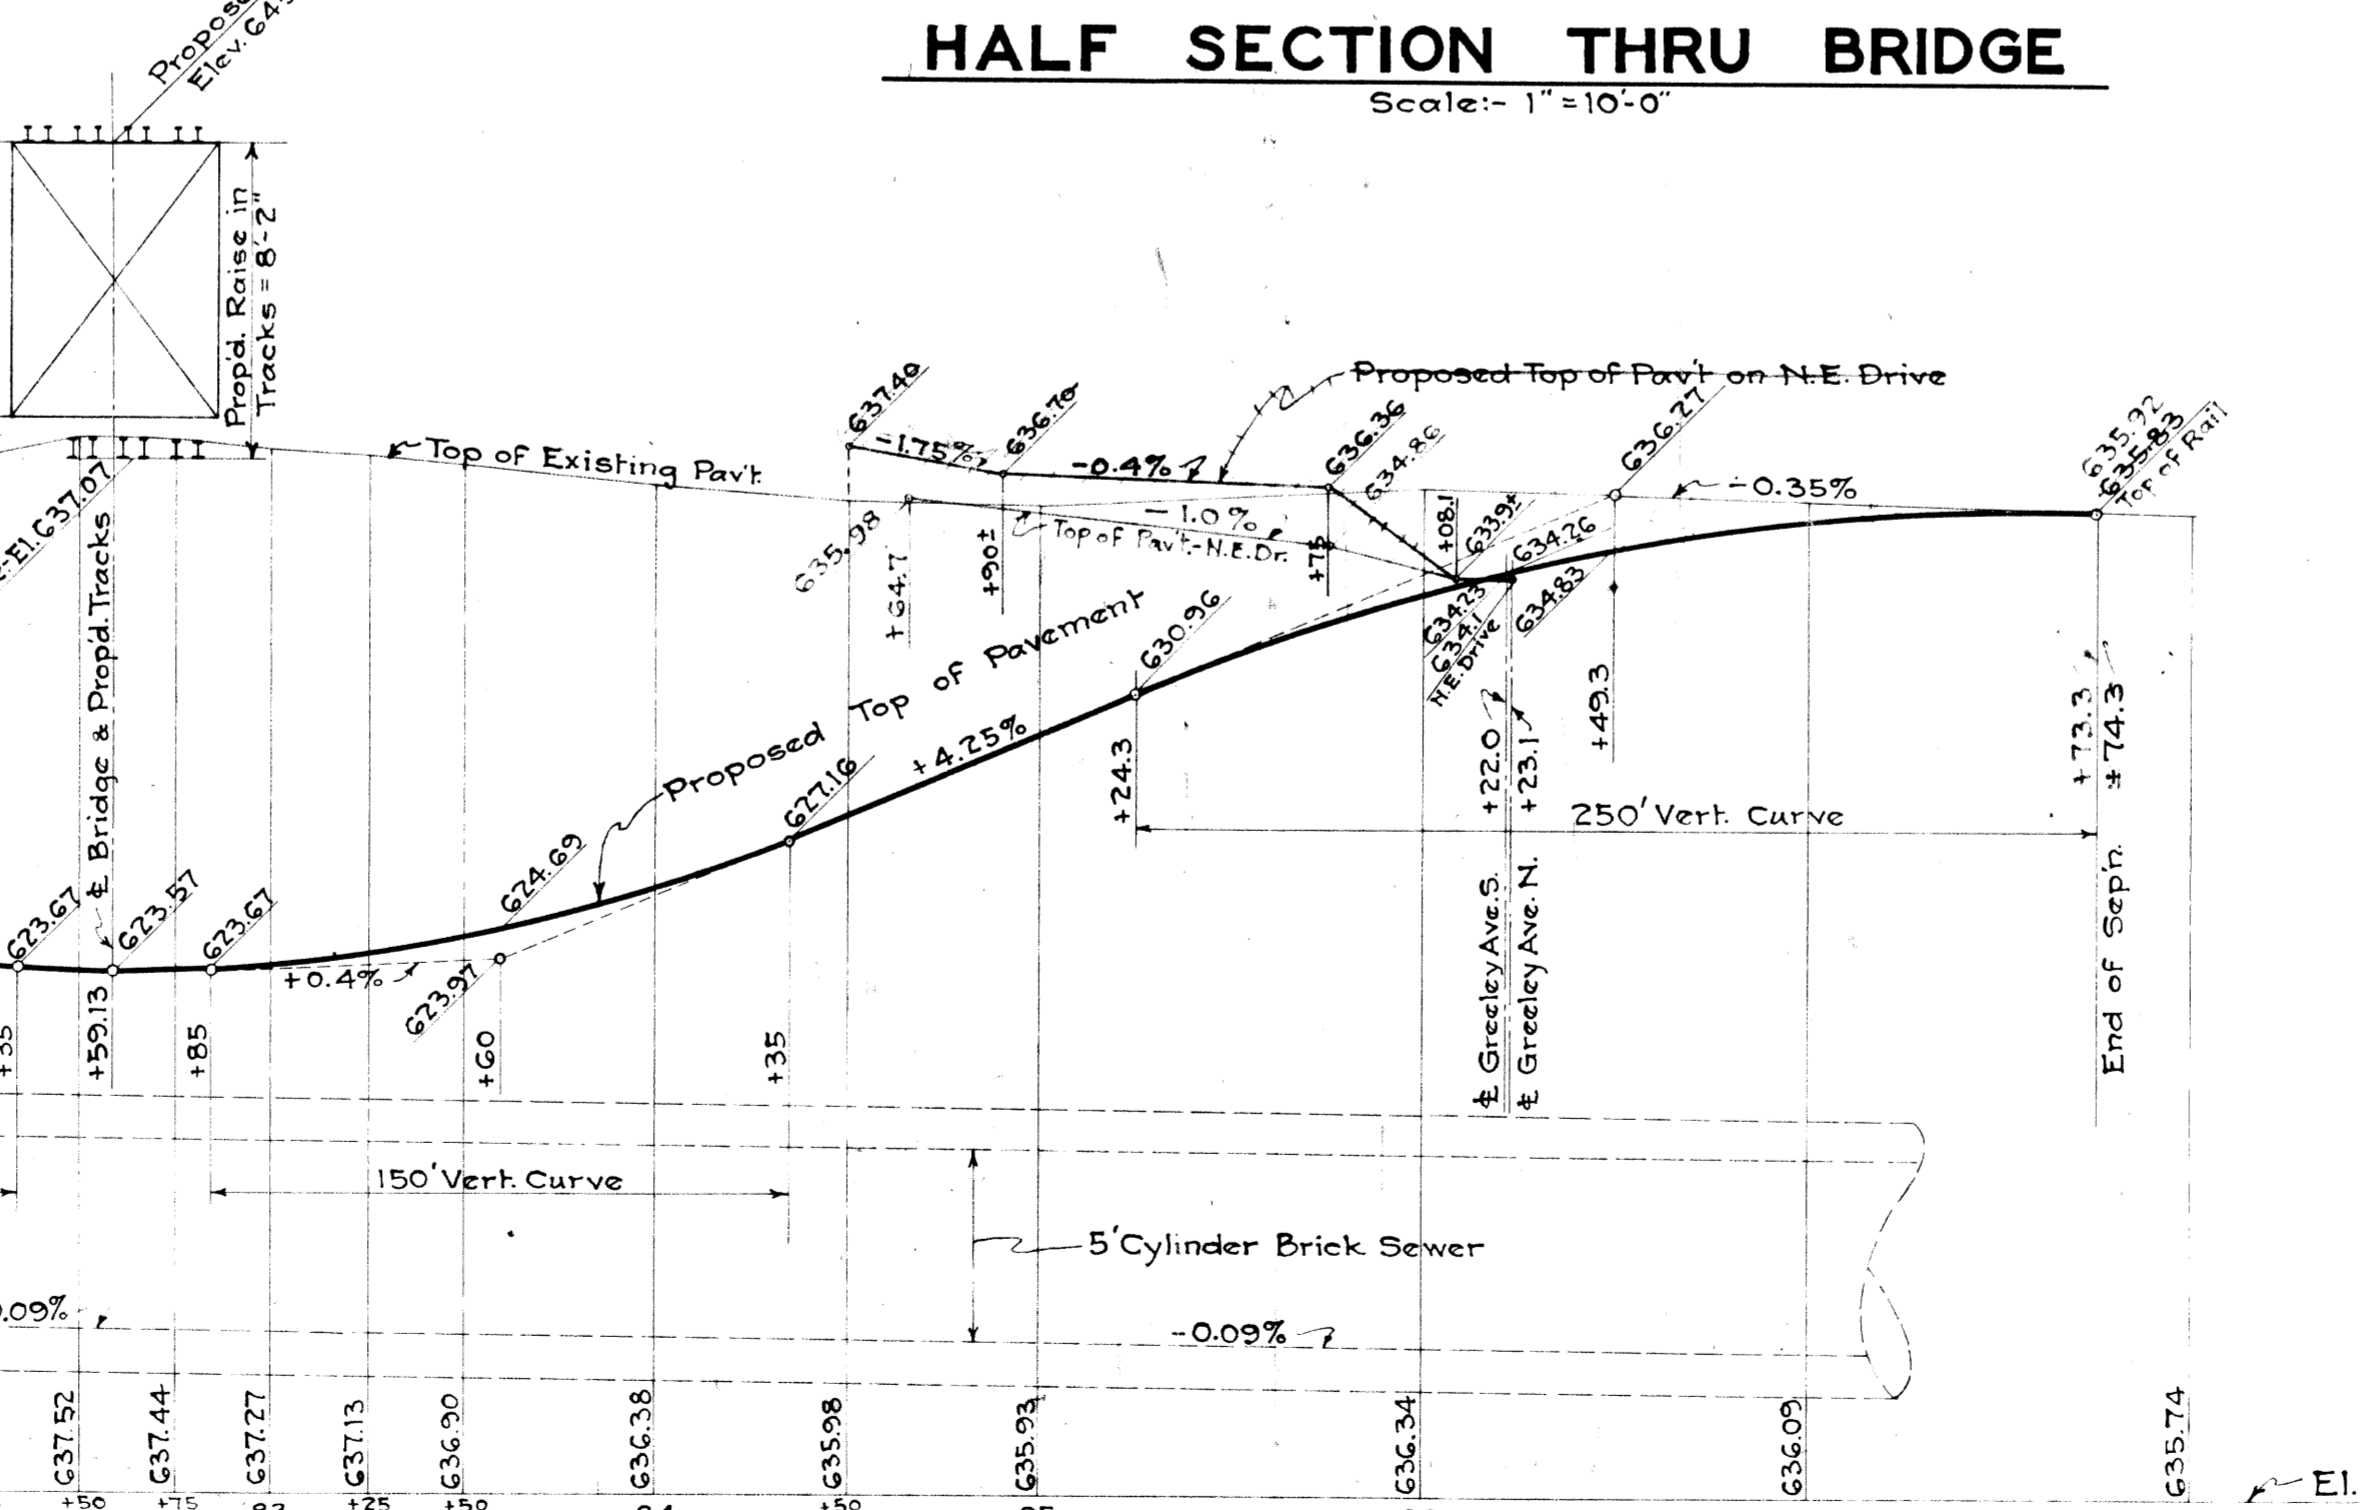 HALF SECTION THRU BRIDGE
Scale:- 1"=10'-0"
Elev. 64
Prop'd. Raise in
Tracks = 8'-2"
Proposed Top of Pav't on N.E. Drive
637.40
636.70
636.36
634.86
636.27
635.92
635.83
Top of Rail
-1.75%
-0.4%
-0.35%
Top of Existing Pav't.
-El. 637.07
-1.0%
Top of Pav't.-N.E.Dr.
635.98
+64.7
+90±
+75
+08.1
633.9±
634.26
634.23
634.1
N.E. Drive
634.83
+49.3
630.96
Proposed Top of Pavement
+4.25%
627.16
+24.3
+22.0
+23.1
+73.3
+74.3
250' Vert. Curve
℄ Bridge & Prop'd. Tracks
623.67
623.57
623.67
624.69
+0.4%
623.97
℄ Greeley Ave. S.
℄ Greeley Ave. N.
End of Sep'n.
+35
+59.13
+85
+60
+35
150' Vert. Curve
5' Cylinder Brick Sewer
.09%
-0.09%
637.52
637.44
637.27
637.13
636.90
636.38
635.98
635.93
636.34
636.09
635.74
El.
+50
+75
+25
+50
+50